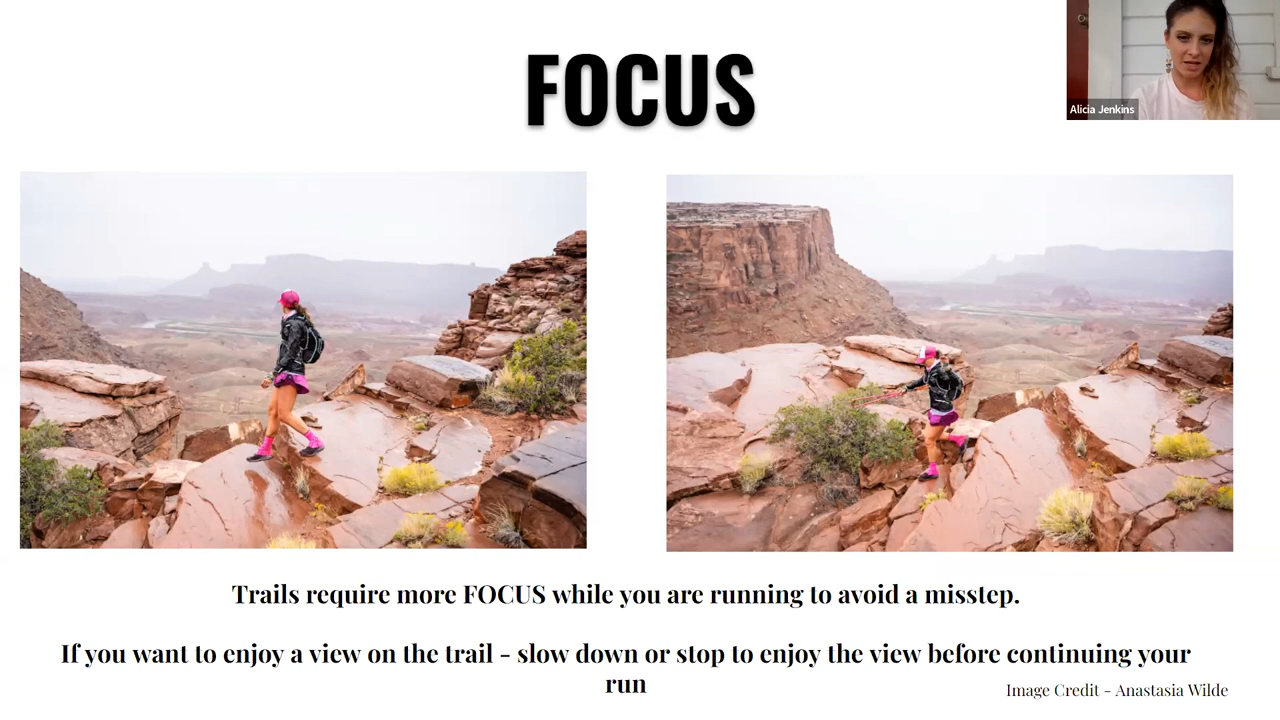 FOCUS
Alicia Jenkins
Trails require more FOCUS while you are running to avoid a misstep.
If you want to enjoy a view on the trail - slow down or stop to enjoy the view before continuing your
run
Image Credit - Anastasia Wilde